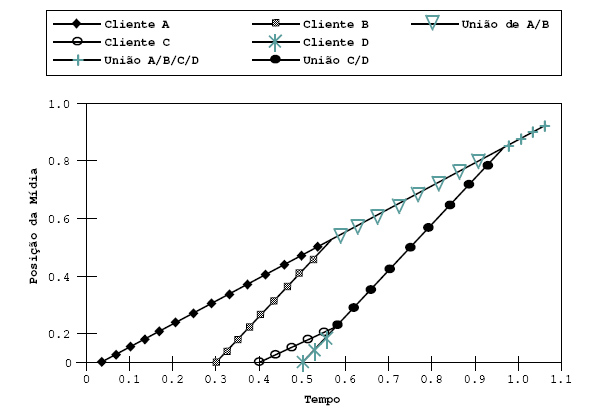 Cliente A Cliente B União de A/B
Cliente C Cliente D
União A/B/C/D União C/D
1.0
0.8
0.6
0.4
0.2
0
Posição da Mídia
0 0.1 0.2 0.3 0.4 0.5 0.6 0.7 0.8 0.9 1.0 1.1
Tempo